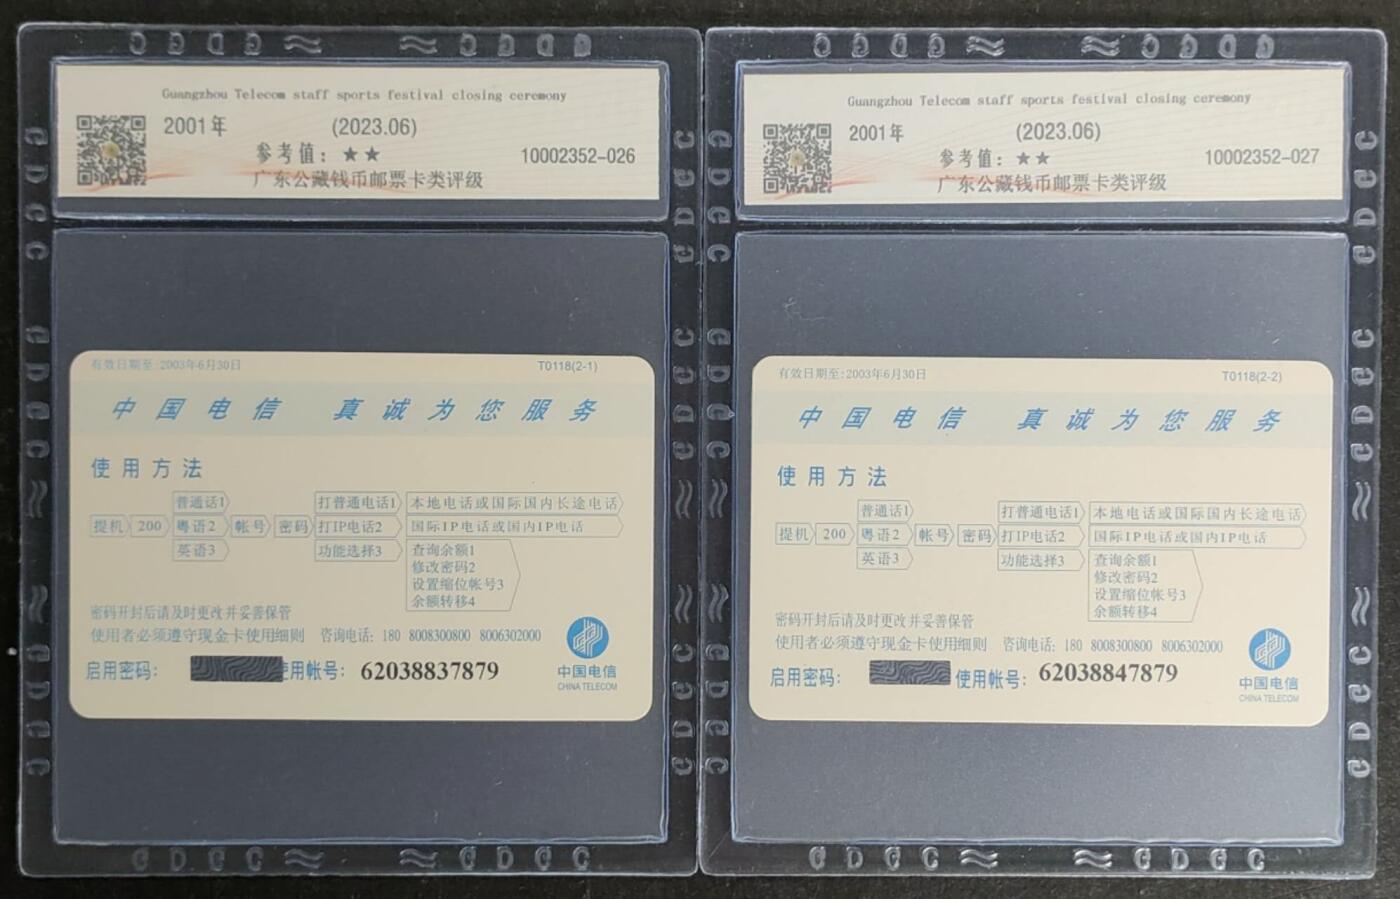 GDGC≈ ≈GDGC
Guangzhou Telecom staff sports festival closing ceremony
2001年 (2023.06)
参考值：★★ 10002352-026
广东公藏钱币邮票卡类评级
有效日期至:2003年6月30日 T0118(2-1)
中国电信 真诚为您服务
使用方法
提机 200 普通话1 粤语2 英语3 帐号 密码 打普通电话1 本地电话或国际国内长途电话
打IP电话2 国际IP电话或国内IP电话
功能选择3 查询余额1
修改密码2
设置缩位帐号3
余额转移4
密码开封后请及时更改并妥善保管
使用者必须遵守现金卡使用细则 咨询电话: 180 8008300800 8006302000
启用密码: 使用帐号: 62038837879
中国电信
CHINA TELECOM
GDGC≈ ≈GDGC
GDGC≈ ≈GDGC
Guangzhou Telecom staff sports festival closing ceremony
2001年 (2023.06)
参考值：★★ 10002352-027
广东公藏钱币邮票卡类评级
有效日期至:2003年6月30日 T0118(2-2)
中国电信 真诚为您服务
使用方法
提机 200 普通话1 粤语2 英语3 帐号 密码 打普通电话1 本地电话或国际国内长途电话
打IP电话2 国际IP电话或国内IP电话
功能选择3 查询余额1
修改密码2
设置缩位帐号3
余额转移4
密码开封后请及时更改并妥善保管
使用者必须遵守现金卡使用细则 咨询电话: 180 8008300800 8006302000
启用密码: 使用帐号: 62038847879
中国电信
CHINA TELECOM
GDGC≈ ≈GDGC